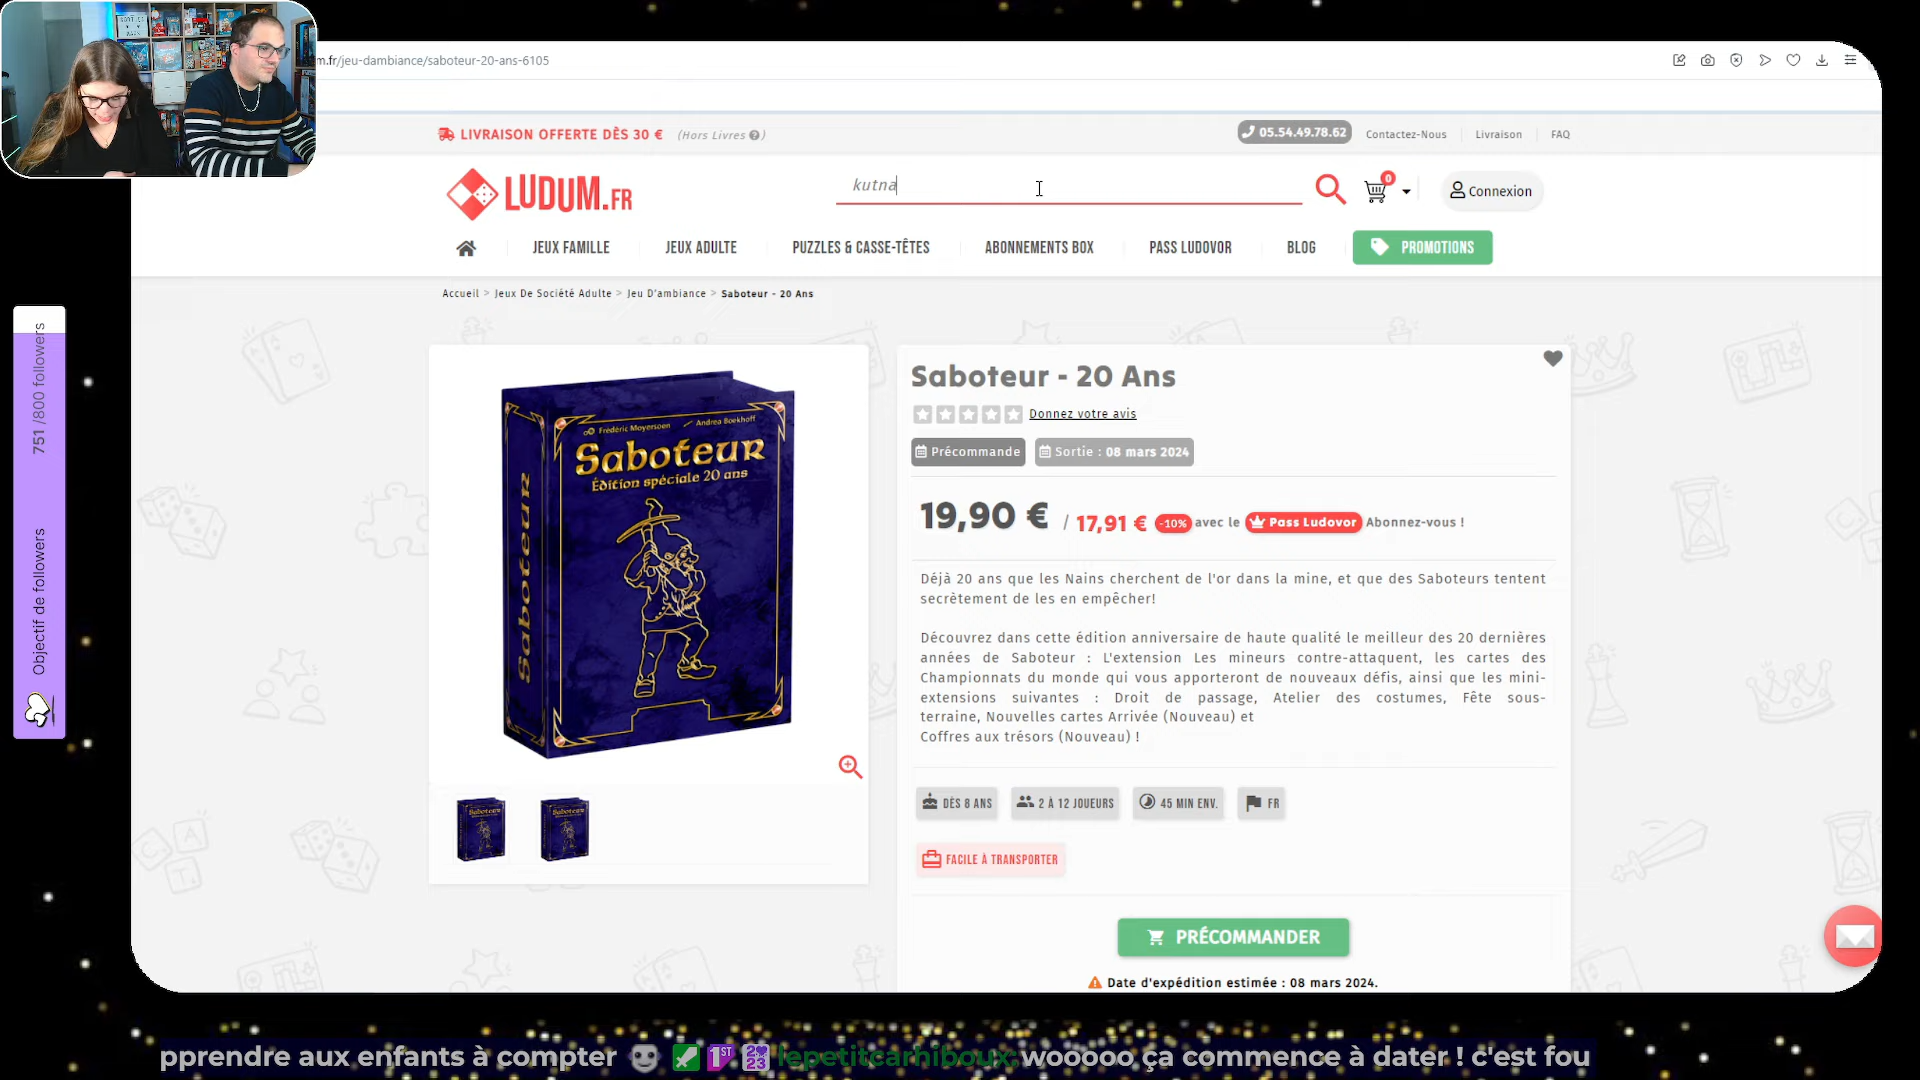 m.fr/jeu-dambiance/saboteur-20-ans-6105
LIVRAISON OFFERTE DÈS 30 € (Hors Livres ?)
05.54.49.78.62 Contactez-Nous Livraison FAQ
LUDUM.FR
kutna
0
Connexion
JEUX FAMILLE JEUX ADULTE PUZZLES & CASSE-TÊTES ABONNEMENTS BOX PASS LUDOVOR BLOG PROMOTIONS
Accueil > Jeux De Société Adulte > Jeu D'ambiance > Saboteur - 20 Ans
Frédéric Moyersoen Andrea Boekhoff
Saboteur
Édition spéciale 20 ans
Saboteur
Saboteur - 20 Ans
Donnez votre avis
Précommande Sortie : 08 mars 2024
19,90 € / 17,91 € -10% avec le Pass Ludovor Abonnez-vous !
Déjà 20 ans que les Nains cherchent de l'or dans la mine, et que des Saboteurs tentent
secrètement de les en empêcher!
Découvrez dans cette édition anniversaire de haute qualité le meilleur des 20 dernières
années de Saboteur : L'extension Les mineurs contre-attaquent, les cartes des
Championnats du monde qui vous apporteront de nouveaux défis, ainsi que les mini-
extensions suivantes : Droit de passage, Atelier des costumes, Fête sous-
terraine, Nouvelles cartes Arrivée (Nouveau) et
Coffres aux trésors (Nouveau) !
DÈS 8 ANS 2 À 12 JOUEURS 45 MIN ENV. FR
FACILE À TRANSPORTER
PRÉCOMMANDER
Date d'expédition estimée : 08 mars 2024.
Objectif de followers 751 /800 followers
pprendre aux enfants à compter 1ST 23 lepetitcarhiboux: wooooo ça commence à dater ! c'est fou